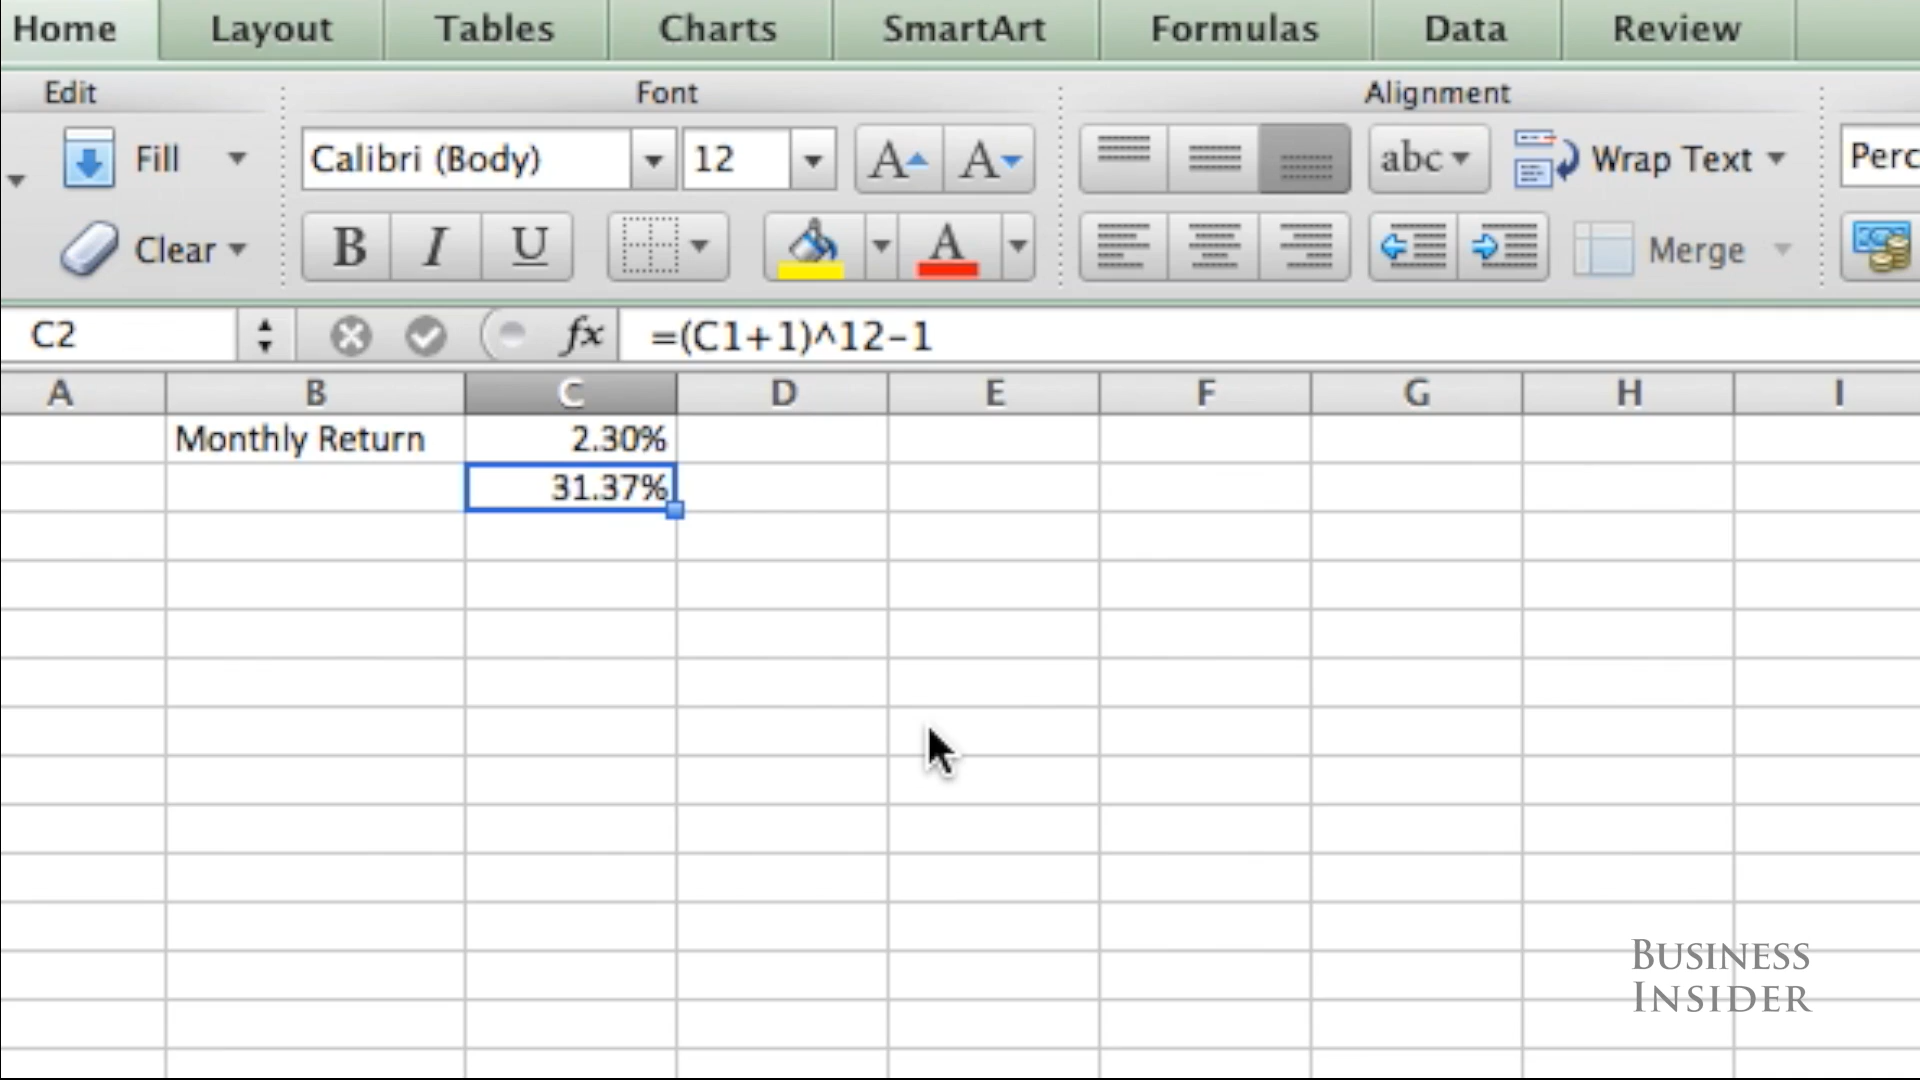 Home Layout Tables Charts SmartArt Formulas Data Review
Edit Font Alignment
Fill Calibri (Body) 12 A A abc Wrap Text Perc
Clear B I U A Merge
C2 fx =(C1+1)^12-1
A B C D E F G H I
Monthly Return 2.30%
31.37%
BUSINESS
INSIDER